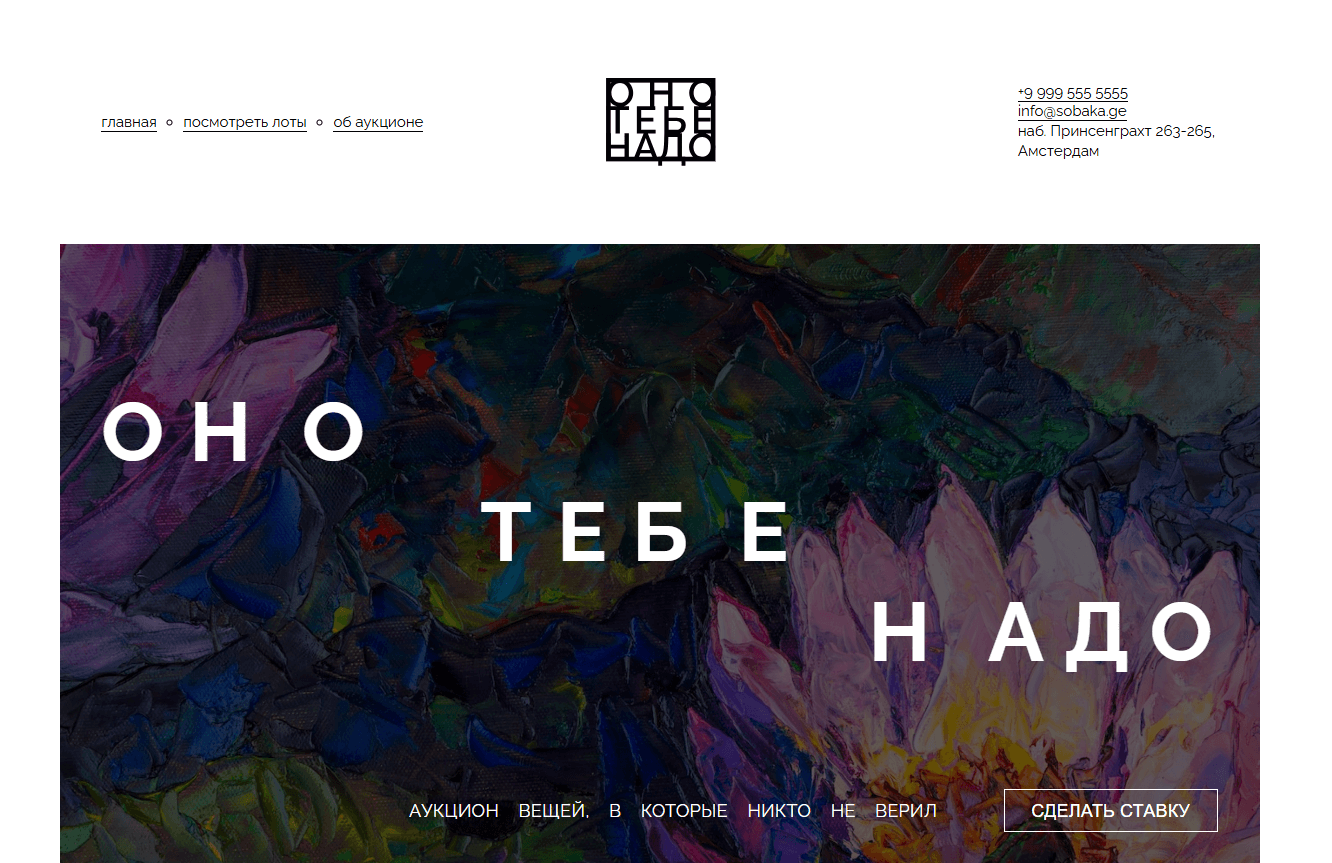 главная
посмотреть лоты
об аукционе
ОНО
ТЕБЕ
НАДО
+9 999 555 5555
info@sobaka.ge
наб. Принсенграхт 263-265,
Амстердам
ОНО
ТЕБЕ
НАДО
АУКЦИОН ВЕЩЕЙ, В КОТОРЫЕ НИКТО НЕ ВЕРИЛ
СДЕЛАТЬ СТАВКУ